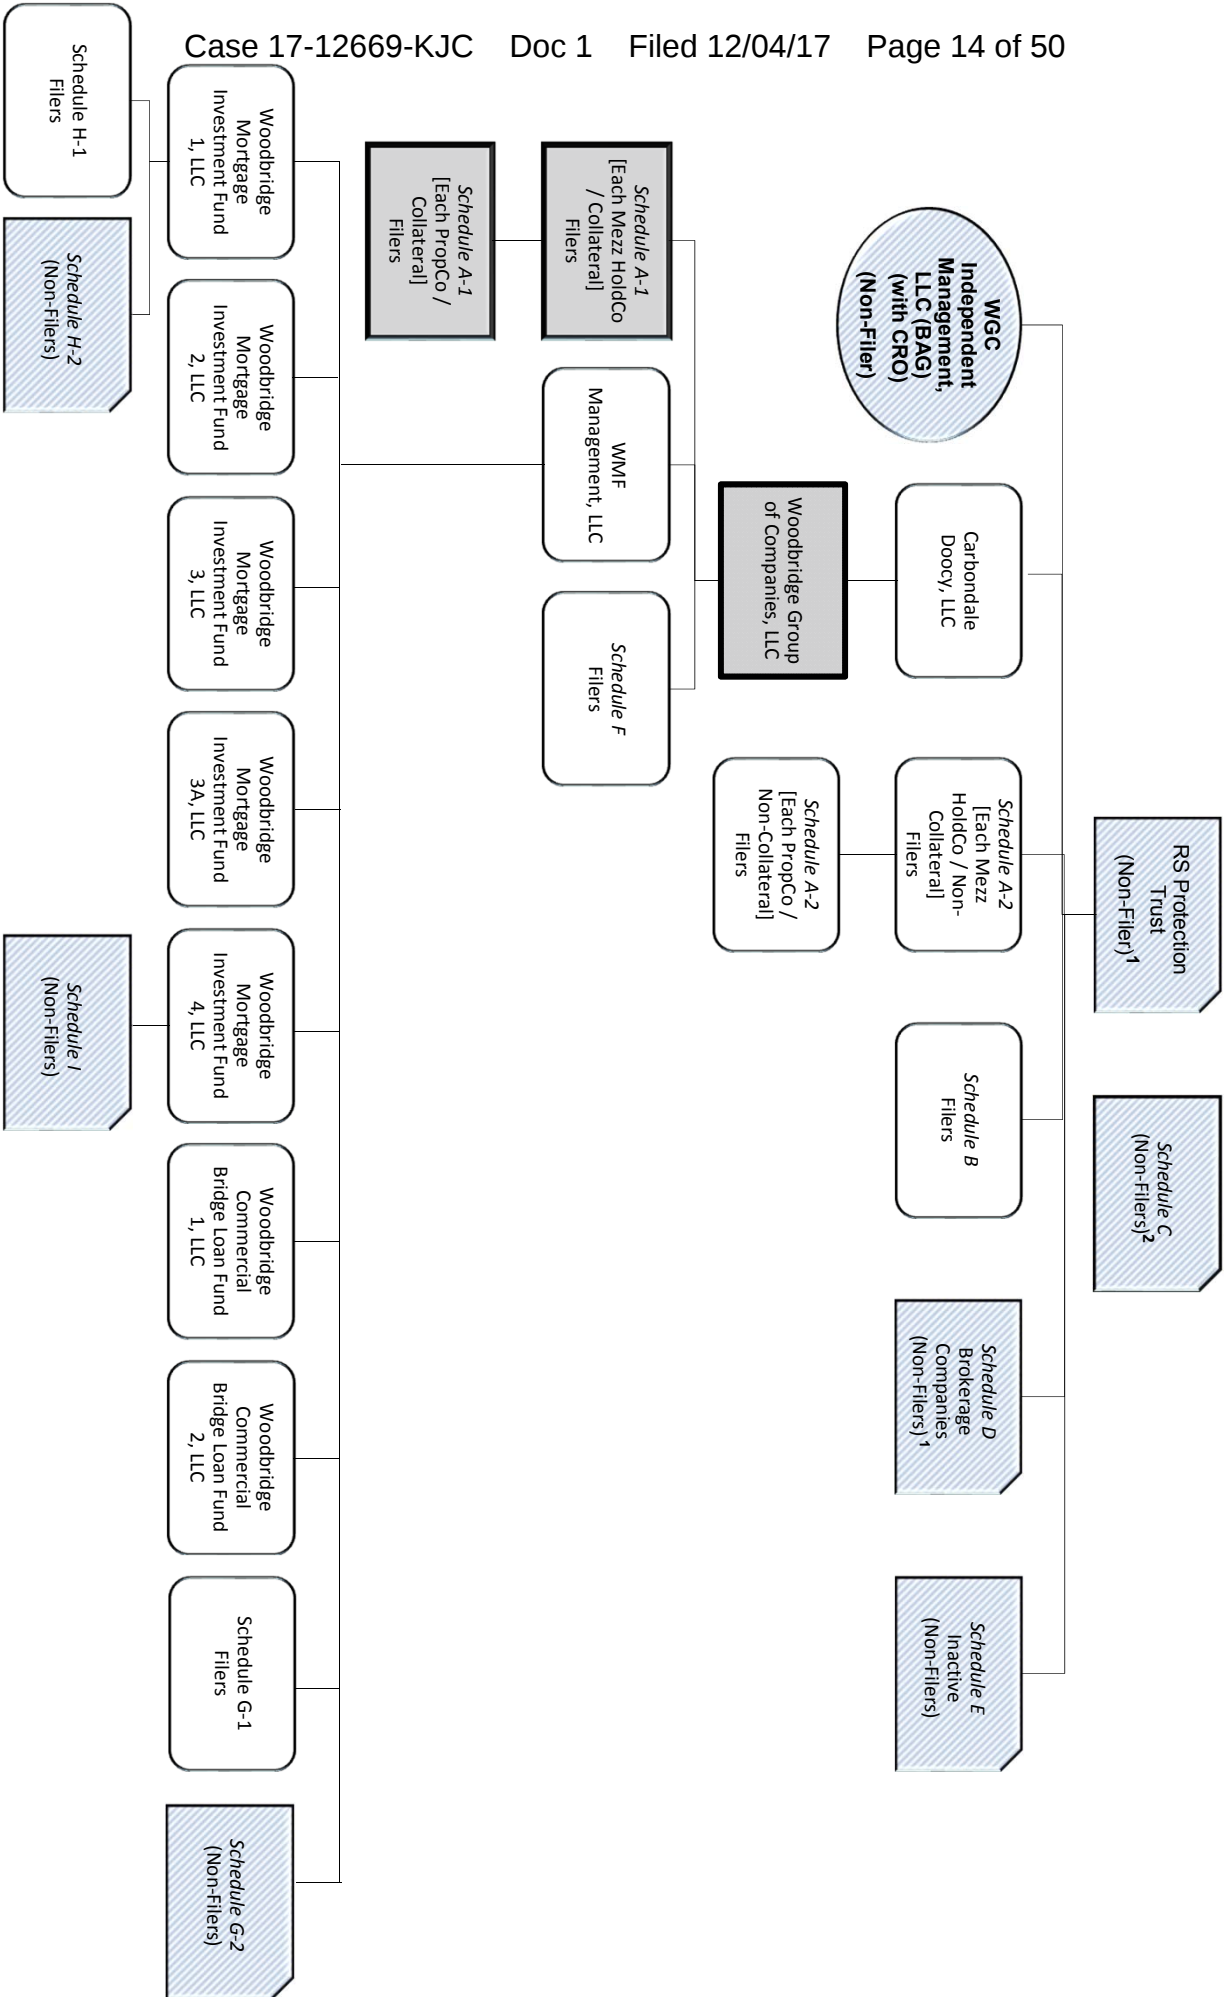 Case 17-12669-KJC Doc 1 Filed 12/04/17 Page 14 of 50
RS Protection
Trust
(Non-Filer)1
Schedule C
(Non-Filers)2
WGC
Independent
Management,
LLC (BAG)
(with CRO)
(Non-Filer)
Carbondale
Doocy, LLC
Schedule A-2
[Each Mezz
HoldCo / Non-
Collateral]
Filers
Schedule B
Filers
Schedule D
Brokerage
Companies
(Non-Filers)1
Schedule E
Inactive
(Non-Filers)
Woodbridge Group
of Companies, LLC
Schedule A-2
[Each PropCo /
Non-Collateral]
Filers
Schedule A-1
[Each Mezz HoldCo
/ Collateral]
Filers
WMF
Management, LLC
Schedule F
Filers
Schedule A-1
[Each PropCo /
Collateral]
Filers
Woodbridge
Mortgage
Investment Fund
1, LLC
Woodbridge
Mortgage
Investment Fund
2, LLC
Woodbridge
Mortgage
Investment Fund
3, LLC
Woodbridge
Mortgage
Investment Fund
3A, LLC
Woodbridge
Mortgage
Investment Fund
4, LLC
Woodbridge
Commercial
Bridge Loan Fund
1, LLC
Woodbridge
Commercial
Bridge Loan Fund
2, LLC
Schedule G-1
Filers
Schedule G-2
(Non-Filers)
Schedule H-1
Filers
Schedule H-2
(Non-Filers)
Schedule I
(Non-Filers)